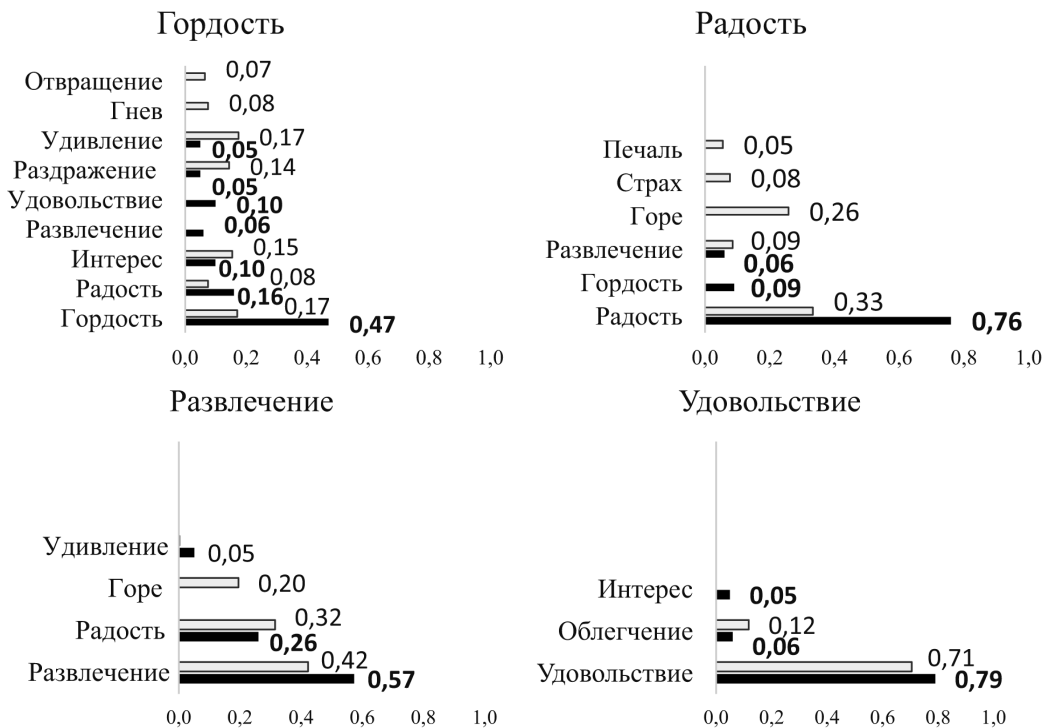 Гордость
Отвращение 0,07
Гнев 0,08
Удивление 0,17
0,05
Раздражение 0,14
0,05
Удовольствие 0,10
Развлечение 0,06
Интерес 0,15
0,10
Радость 0,08
0,16
Гордость 0,17
0,47
0,0 0,2 0,4 0,6 0,8 1,0
Радость
Печаль 0,05
Страх 0,08
Горе 0,26
Развлечение 0,09
0,06
Гордость 0,09
Радость 0,33
0,76
0,0 0,2 0,4 0,6 0,8 1,0
Развлечение
Удивление 0,05
Горе 0,20
Радость 0,32
0,26
Развлечение 0,42
0,57
0,0 0,2 0,4 0,6 0,8 1,0
Удовольствие
Интерес 0,05
Облегчение 0,12
0,06
Удовольствие 0,71
0,79
0,0 0,2 0,4 0,6 0,8 1,0